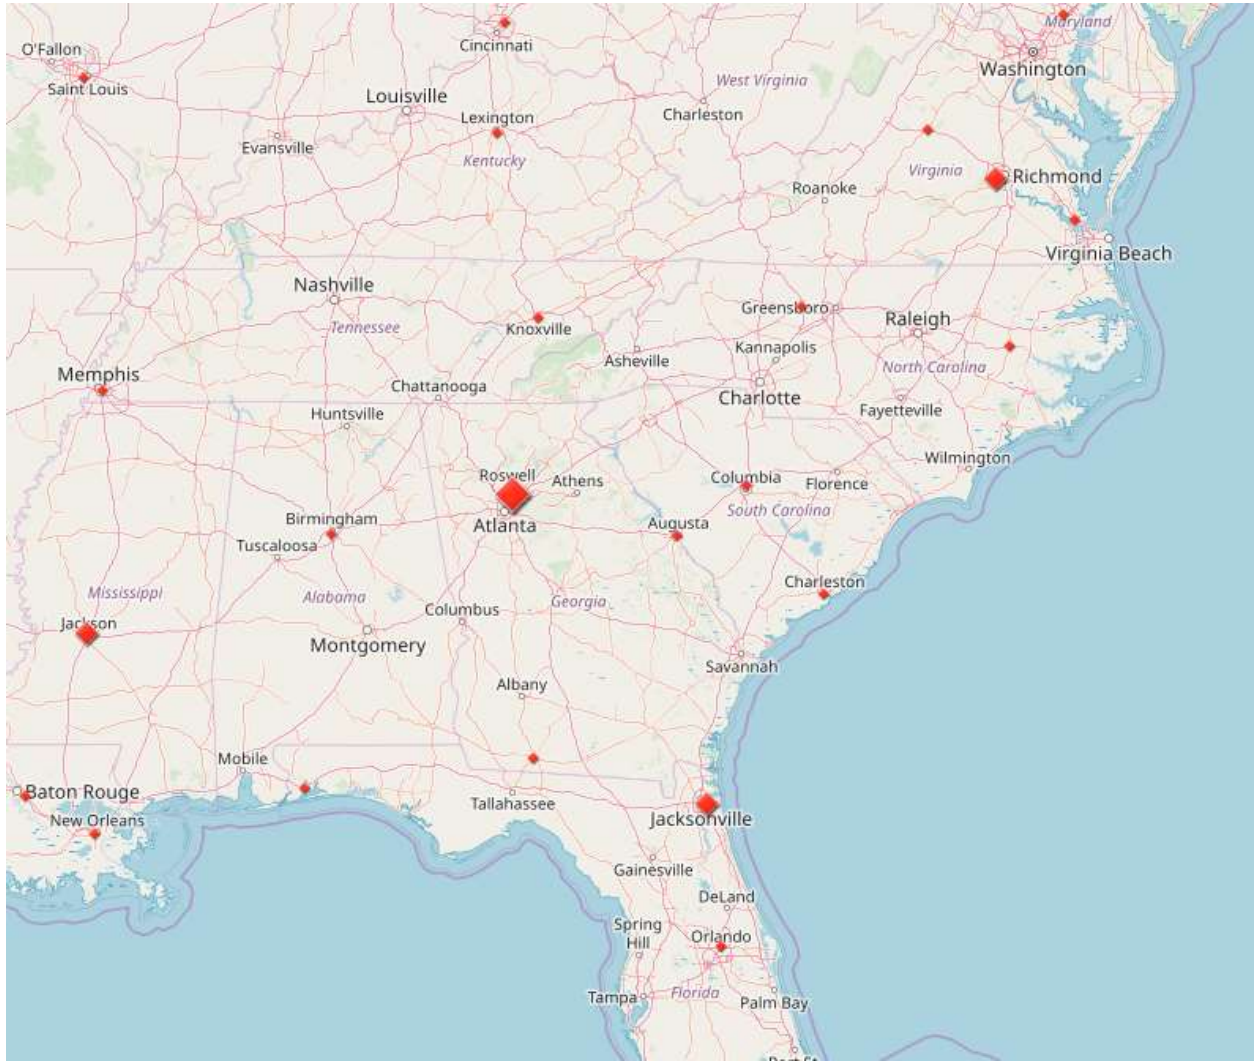 Maryland
O'Fallon
Cincinnati
Washington
West Virginia
Saint Louis
Louisville
Charleston
Lexington
Evansville
Kentucky
Virginia
Richmond
Roanoke
Virginia Beach
Nashville
Greensboro
Raleigh
Tennessee
Knoxville
Kannapolis
Asheville
North Carolina
Memphis
Chattanooga
Charlotte
Fayetteville
Huntsville
Wilmington
Roswell
Athens
Columbia
Florence
South Carolina
Birmingham
Atlanta
Augusta
Tuscaloosa
Charleston
Mississippi
Alabama
Georgia
Columbus
Jackson
Montgomery
Savannah
Albany
Mobile
Baton Rouge
Tallahassee
New Orleans
Jacksonville
Gainesville
DeLand
Spring
Hill
Orlando
Tampa
Florida
Palm Bay
Port St